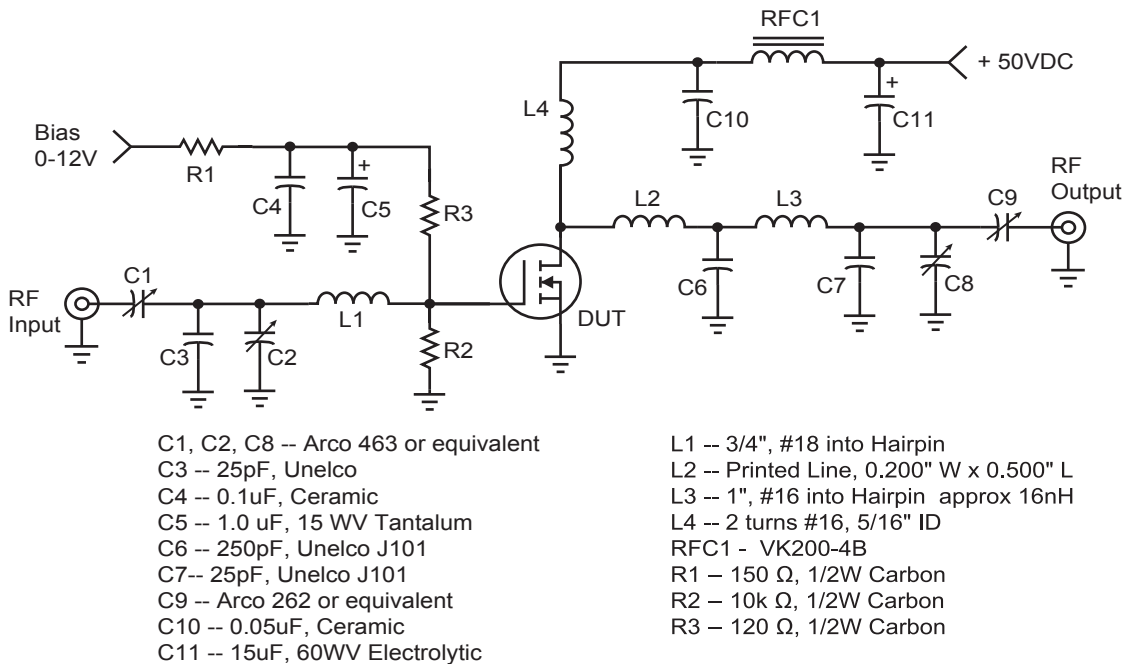 RFC1
+ 50VDC
+
C10
C11
L4
Bias
0-12V
R1
+
C4
C5
R3
L2
L3
C9
RF
Output
C6
C7
C8
RF
Input
C1
L1
DUT
C3
C2
R2
C1, C2, C8 -- Arco 463 or equivalent
C3 -- 25pF, Unelco
C4 -- 0.1uF, Ceramic
C5 -- 1.0 uF, 15 WV Tantalum
C6 -- 250pF, Unelco J101
C7-- 25pF, Unelco J101
C9 -- Arco 262 or equivalent
C10 -- 0.05uF, Ceramic
C11 -- 15uF, 60WV Electrolytic
L1 -- 3/4", #18 into Hairpin
L2 -- Printed Line, 0.200" W x 0.500" L
L3 -- 1", #16 into Hairpin approx 16nH
L4 -- 2 turns #16, 5/16" ID
RFC1 - VK200-4B
R1 – 150 Ω, 1/2W Carbon
R2 – 10k Ω, 1/2W Carbon
R3 – 120 Ω, 1/2W Carbon